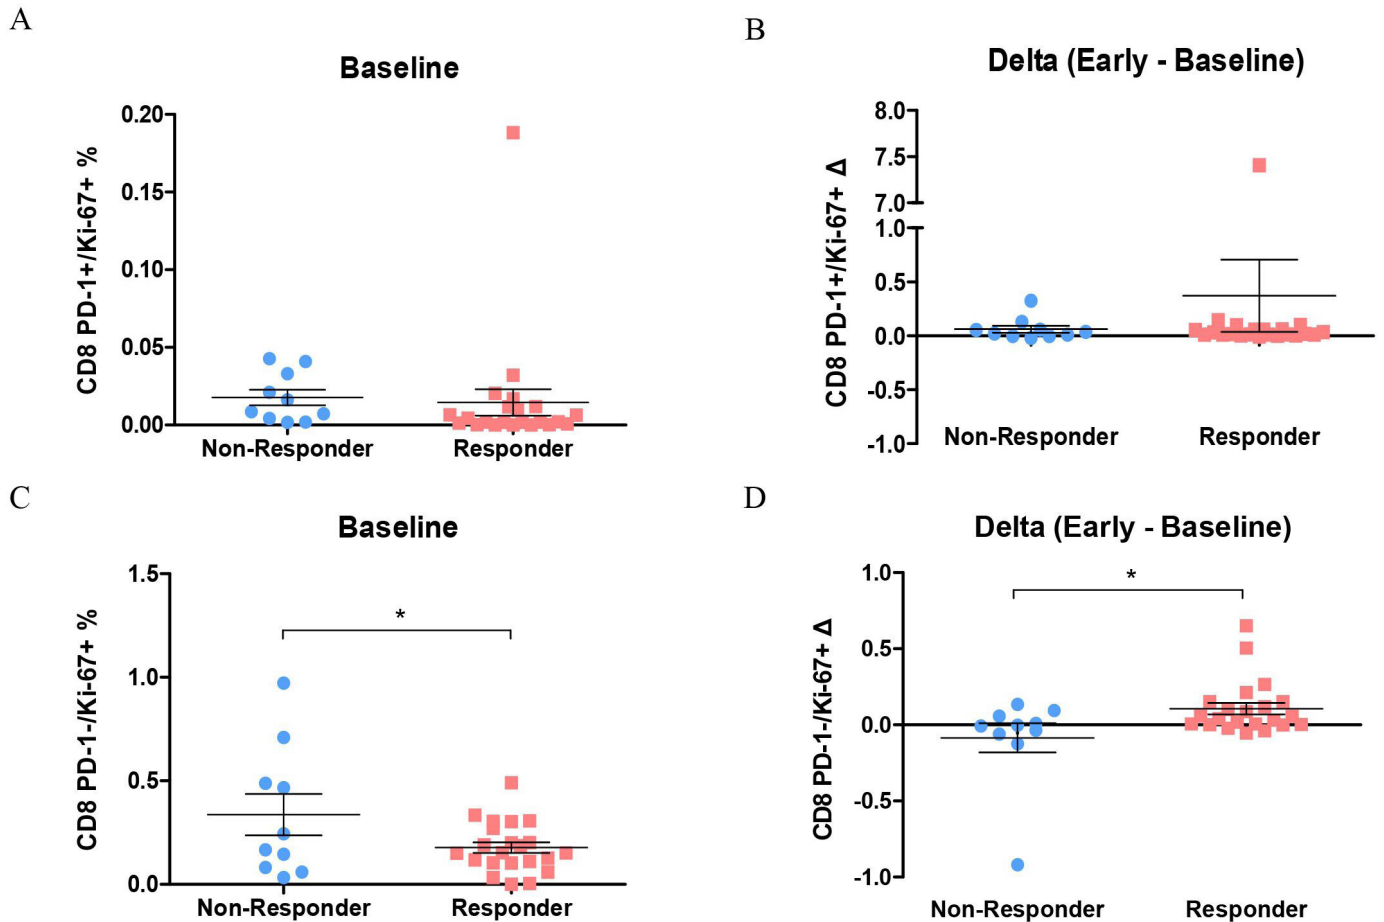 A
Baseline
CD8 PD-1+/Ki-67+ %
0.20
0.15
0.10
0.05
0.00
Non-Responder
Responder
B
Delta (Early - Baseline)
CD8 PD-1+/Ki-67+ Δ
8.0
7.5
7.0
1.0
0.5
0.0
-0.5
-1.0
Non-Responder
Responder
C
Baseline
CD8 PD-1-/Ki-67+ %
1.5
1.0
0.5
0.0
*
Non-Responder
Responder
D
Delta (Early - Baseline)
CD8 PD-1-/Ki-67+ Δ
1.0
0.5
0.0
-0.5
-1.0
*
Non-Responder
Responder